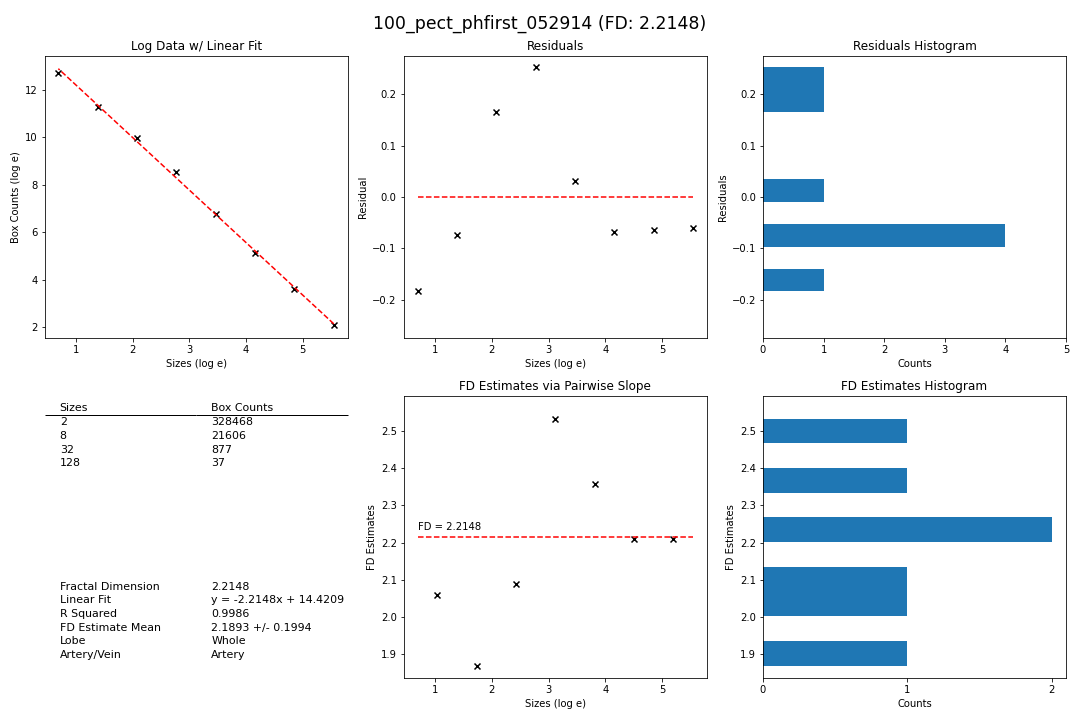 100_pect_phfirst_052914 (FD: 2.2148)
Log Data w/ Linear Fit
Box Counts (log e)
12
10
8
6
4
2
1 2 3 4 5
Sizes (log e)
Residuals
Residual
0.2
0.1
0.0
−0.1
−0.2
1 2 3 4 5
Sizes (log e)
Residuals Histogram
Residuals
0.2
0.1
0.0
−0.1
−0.2
0 1 2 3 4 5
Counts
Sizes Box Counts
2 328468
8 21606
32 877
128 37
Fractal Dimension 2.2148
Linear Fit y = -2.2148x + 14.4209
R Squared 0.9986
FD Estimate Mean 2.1893 +/- 0.1994
Lobe Whole
Artery/Vein Artery
FD Estimates via Pairwise Slope
FD Estimates
2.5
2.4
2.3
2.2
2.1
2.0
1.9
FD = 2.2148
1 2 3 4 5
Sizes (log e)
FD Estimates Histogram
FD Estimates
2.5
2.4
2.3
2.2
2.1
2.0
1.9
0 1 2
Counts